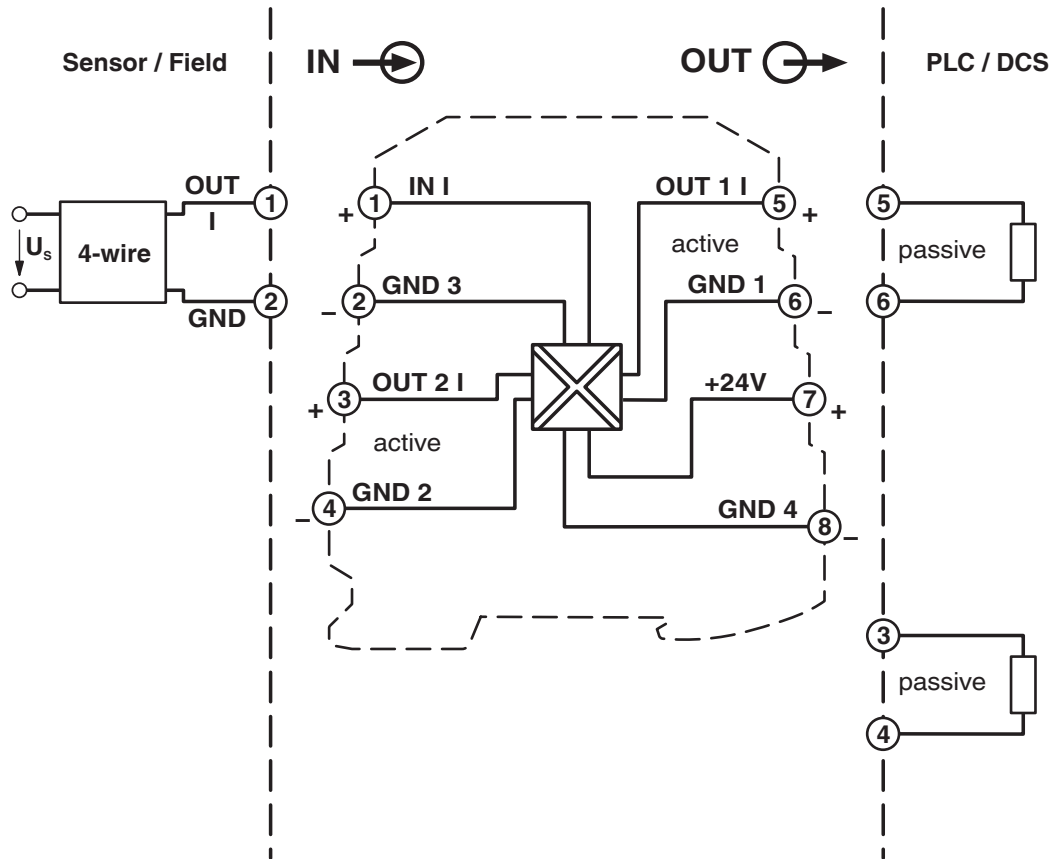 Sensor / Field
IN
OUT
PLC / DCS
OUT
I
1
4-wire
Us
GND
2
1
+
IN I
OUT 1 I
5
+
active
2
–
GND 3
GND 1
6
–
3
+
OUT 2 I
+24V
7
+
active
4
–
GND 2
GND 4
8
–
5
passive
6
3
passive
4